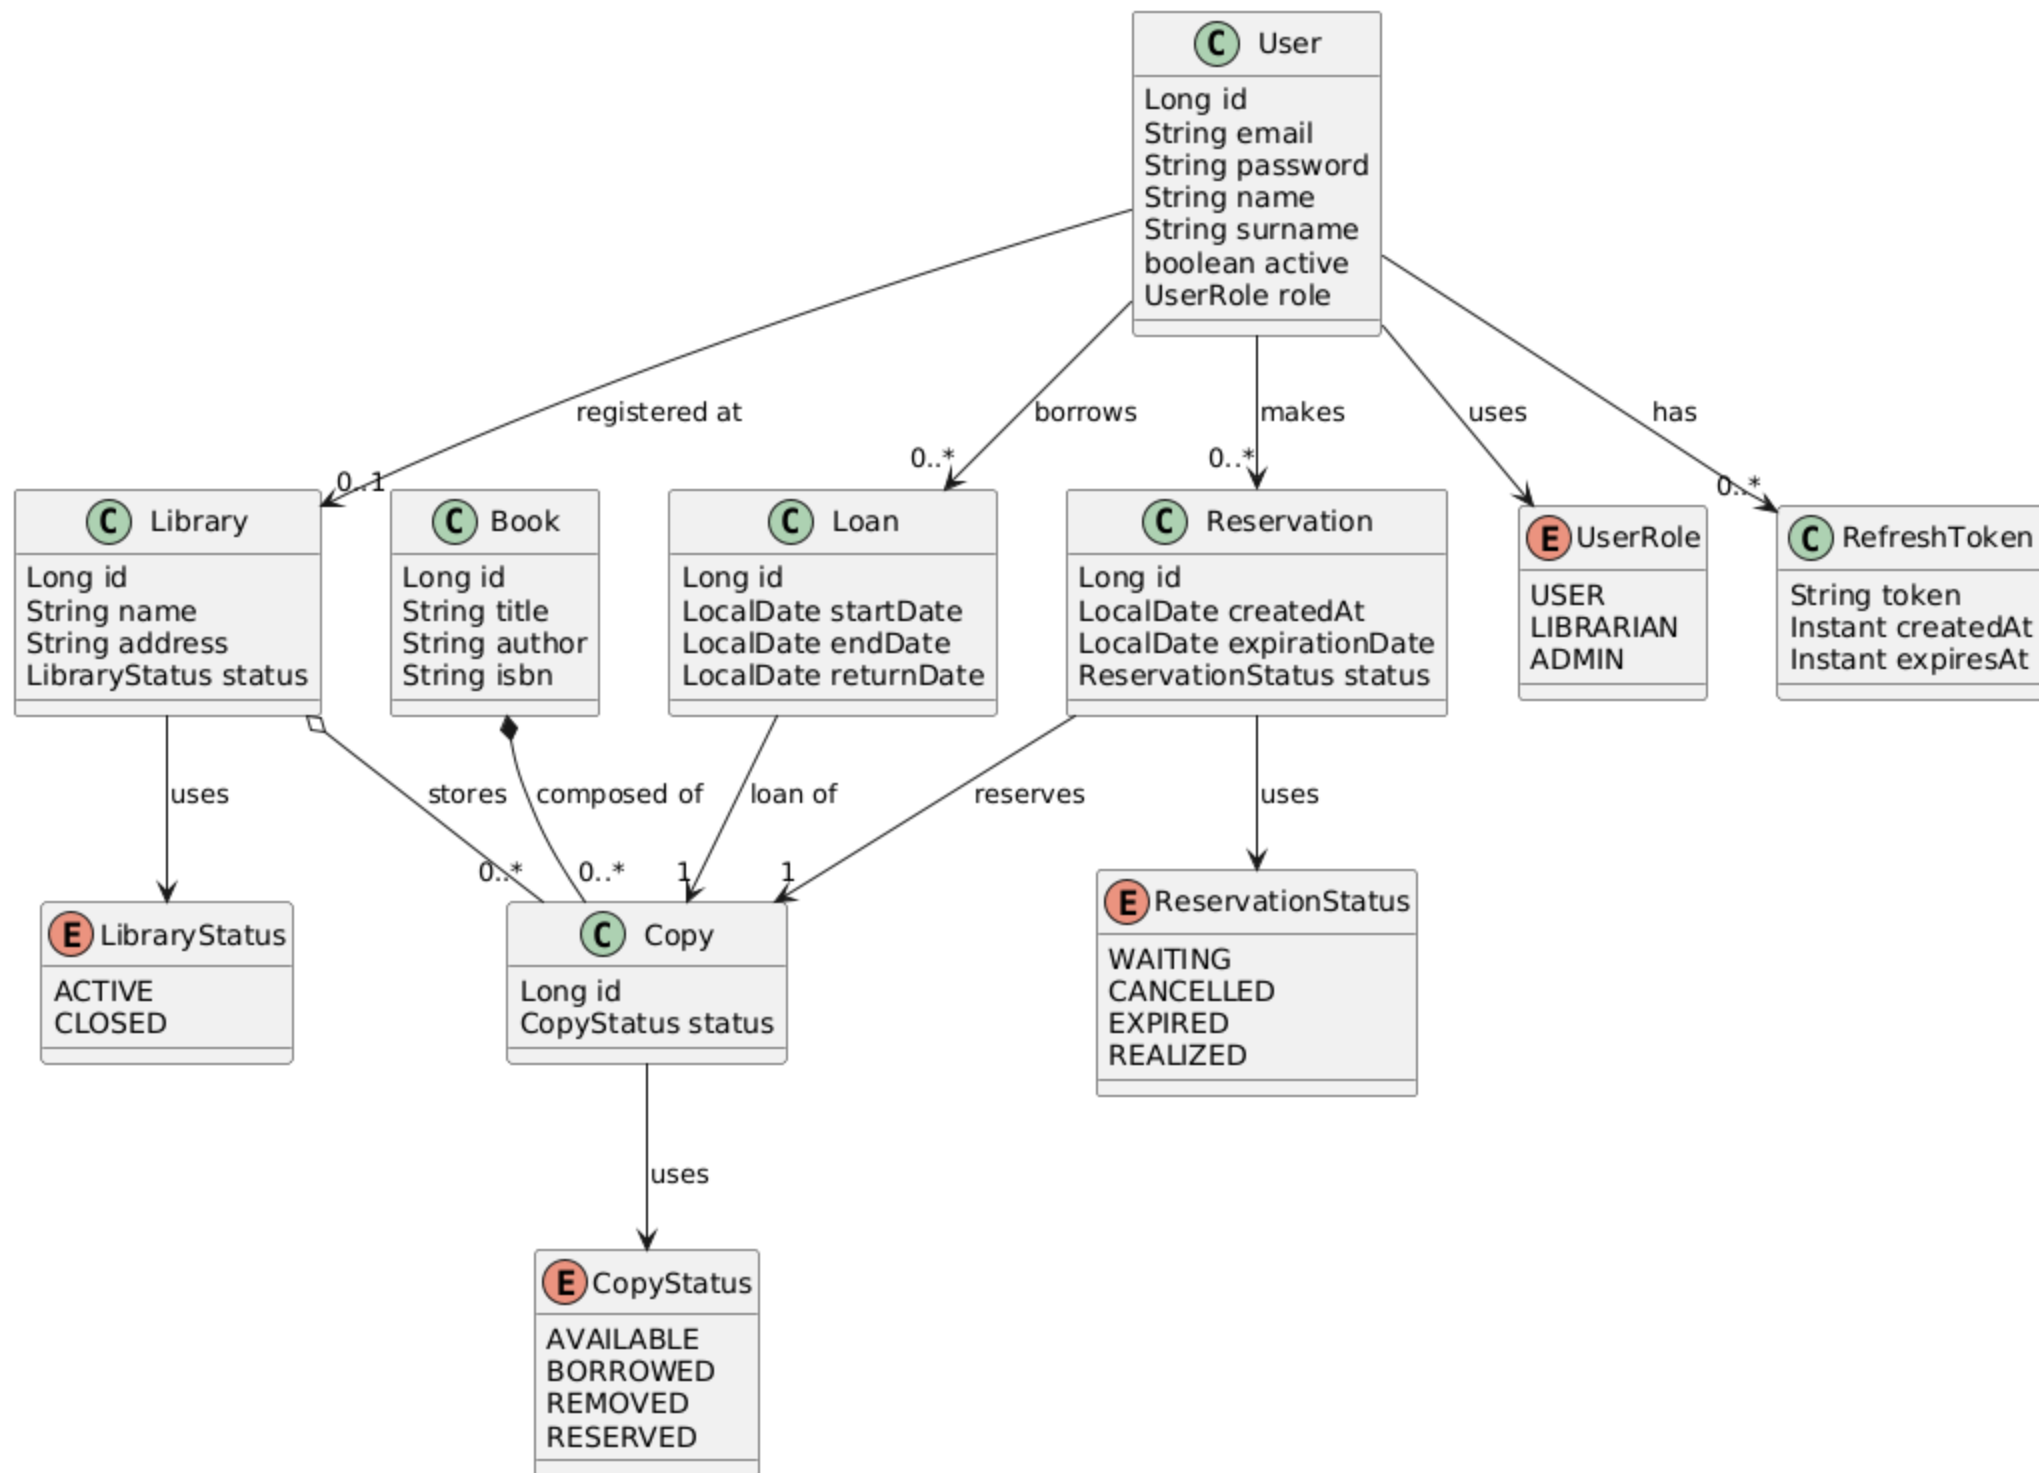 C User
Long id
String email
String password
String name
String surname
boolean active
UserRole role
registered at
borrows
makes
uses
has
0..1
0..*
0..*
0..*
C Library
Long id
String name
String address
LibraryStatus status
C Book
Long id
String title
String author
String isbn
C Loan
Long id
LocalDate startDate
LocalDate endDate
LocalDate returnDate
C Reservation
Long id
LocalDate createdAt
LocalDate expirationDate
ReservationStatus status
E UserRole
USER
LIBRARIAN
ADMIN
C RefreshToken
String token
Instant createdAt
Instant expiresAt
uses
stores
composed of
loan of
reserves
uses
0..*
0..*
1
1
E LibraryStatus
ACTIVE
CLOSED
C Copy
Long id
CopyStatus status
E ReservationStatus
WAITING
CANCELLED
EXPIRED
REALIZED
uses
E CopyStatus
AVAILABLE
BORROWED
REMOVED
RESERVED